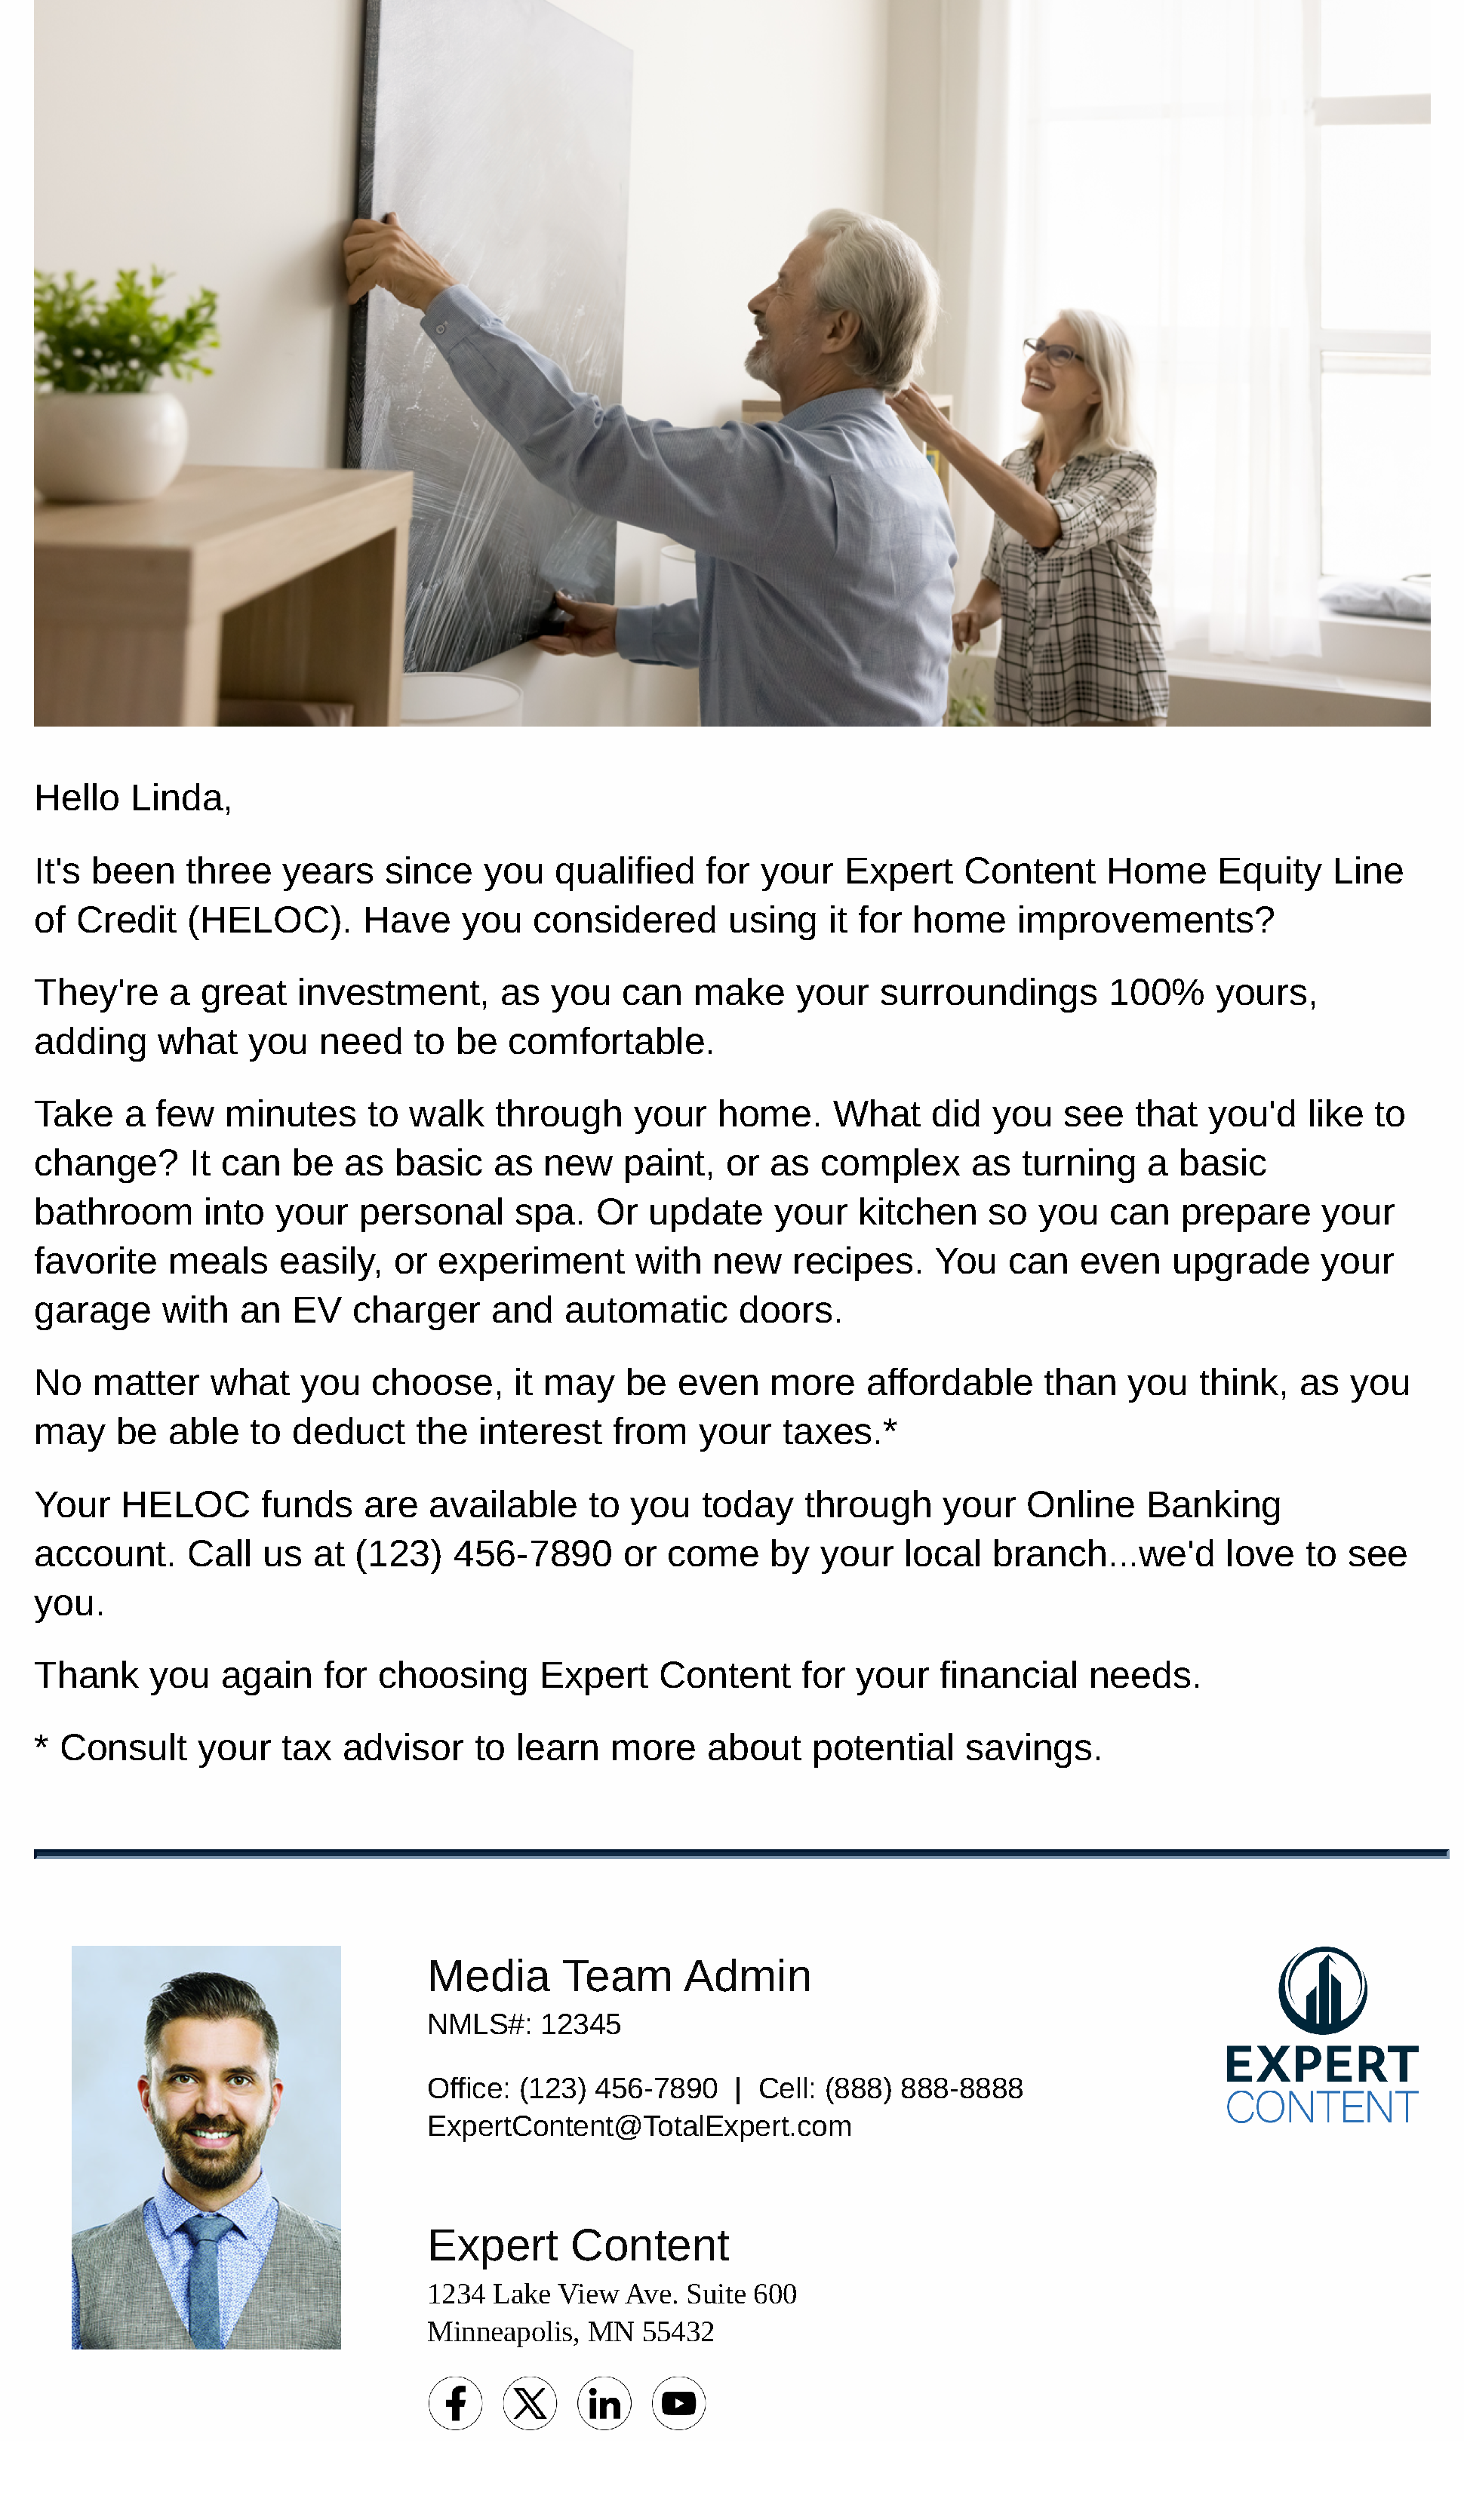 Hello Linda,
It's been three years since you qualified for your Expert Content Home Equity Line
of Credit (HELOC). Have you considered using it for home improvements?
They're a great investment, as you can make your surroundings 100% yours,
adding what you need to be comfortable.
Take a few minutes to walk through your home. What did you see that you'd like to
change? It can be as basic as new paint, or as complex as turning a basic
bathroom into your personal spa. Or update your kitchen so you can prepare your
favorite meals easily, or experiment with new recipes. You can even upgrade your
garage with an EV charger and automatic doors.
No matter what you choose, it may be even more affordable than you think, as you
may be able to deduct the interest from your taxes.*
Your HELOC funds are available to you today through your Online Banking
account. Call us at (123) 456-7890 or come by your local branch...we'd love to see
you.
Thank you again for choosing Expert Content for your financial needs.
* Consult your tax advisor to learn more about potential savings.
Media Team Admin
NMLS#: 12345
Office: (123) 456-7890 | Cell: (888) 888-8888
ExpertContent@TotalExpert.com
EXPERT
CONTENT
Expert Content
1234 Lake View Ave. Suite 600
Minneapolis, MN 55432